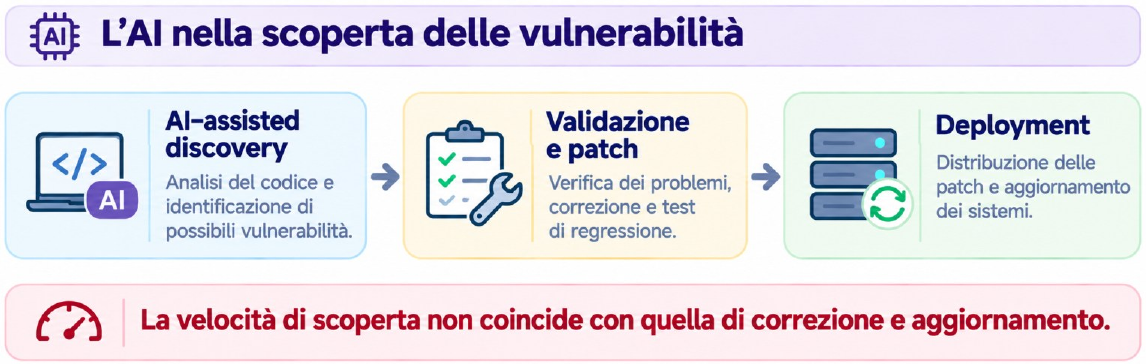 AI L'AI nella scoperta delle vulnerabilità
AI-assisted
discovery
Analisi del codice e
identificazione di
possibili vulnerabilità.
</>
AI
Validazione
e patch
Verifica dei problemi,
correzione e test
di regressione.
Deployment
Distribuzione delle
patch e aggiornamento
dei sistemi.
La velocità di scoperta non coincide con quella di correzione e aggiornamento.